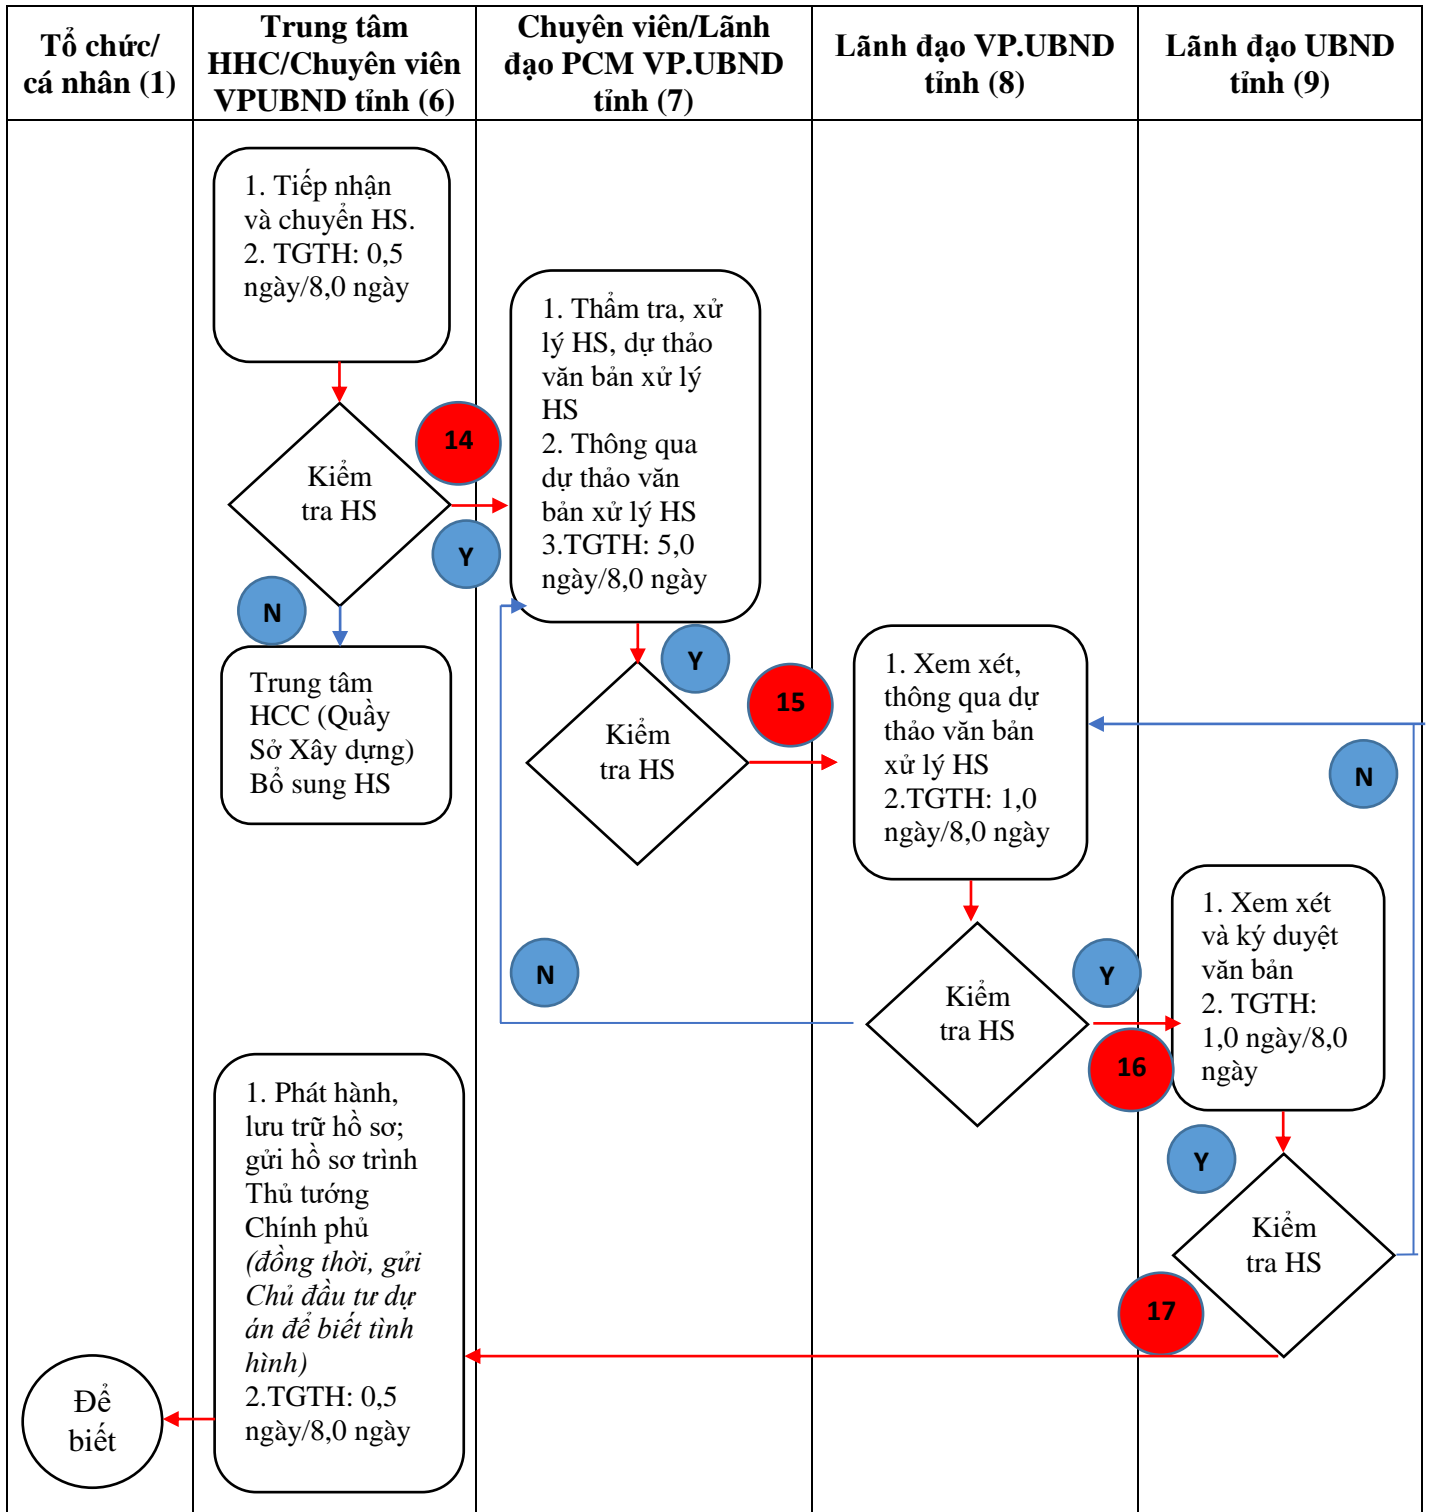 Tổ chức/
cá nhân (1)
Trung tâm
HHC/Chuyên viên
VPUBND tỉnh (6)
Chuyên viên/Lãnh
đạo PCM VP.UBND
tỉnh (7)
Lãnh đạo VP.UBND
tỉnh (8)
Lãnh đạo UBND
tỉnh (9)
1. Tiếp nhận
và chuyển HS.
2. TGTH: 0,5
ngày/8,0 ngày
Kiểm
tra HS
14
Y
N
Trung tâm
HCC (Quầy
Sở Xây dựng)
Bổ sung HS
1. Thẩm tra, xử
lý HS, dự thảo
văn bản xử lý
HS
2. Thông qua
dự thảo văn
bản xử lý HS
3.TGTH: 5,0
ngày/8,0 ngày
Y
Kiểm
tra HS
15
1. Xem xét,
thông qua dự
thảo văn bản
xử lý HS
2.TGTH: 1,0
ngày/8,0 ngày
N
Kiểm
tra HS
N
Y
16
1. Xem xét
và ký duyệt
văn bản
2. TGTH:
1,0 ngày/8,0
ngày
Y
Kiểm
tra HS
17
1. Phát hành,
lưu trữ hồ sơ;
gửi hồ sơ trình
Thủ tướng
Chính phủ
(đồng thời, gửi
Chủ đầu tư dự
án để biết tình
hình)
2.TGTH: 0,5
ngày/8,0 ngày
Để
biết